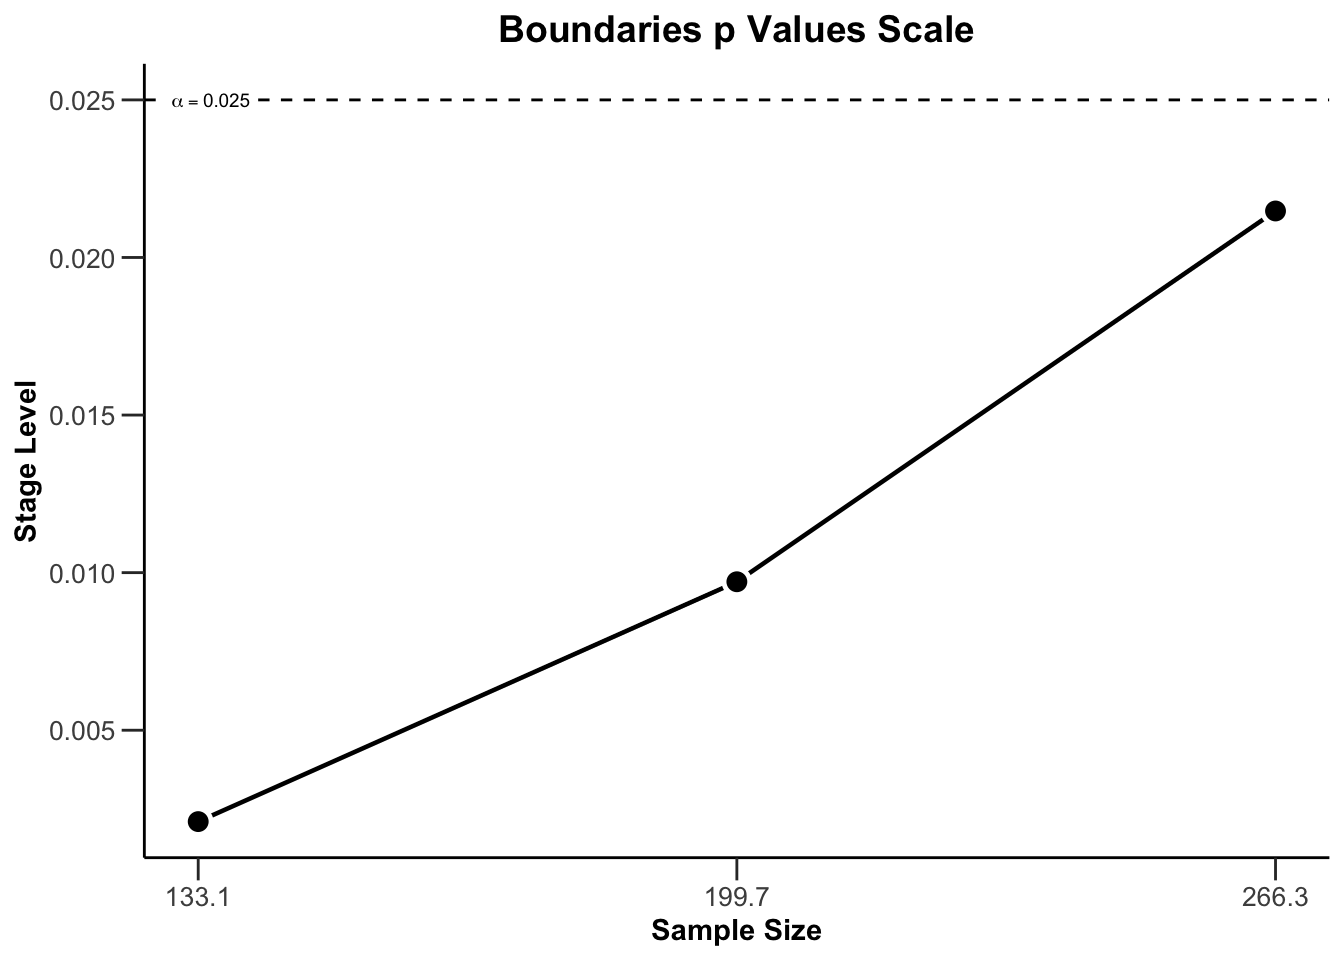 Boundaries p Values Scale
0.025
α = 0.025
0.020
0.015
0.010
0.005
Stage Level
133.1 199.7 266.3
Sample Size